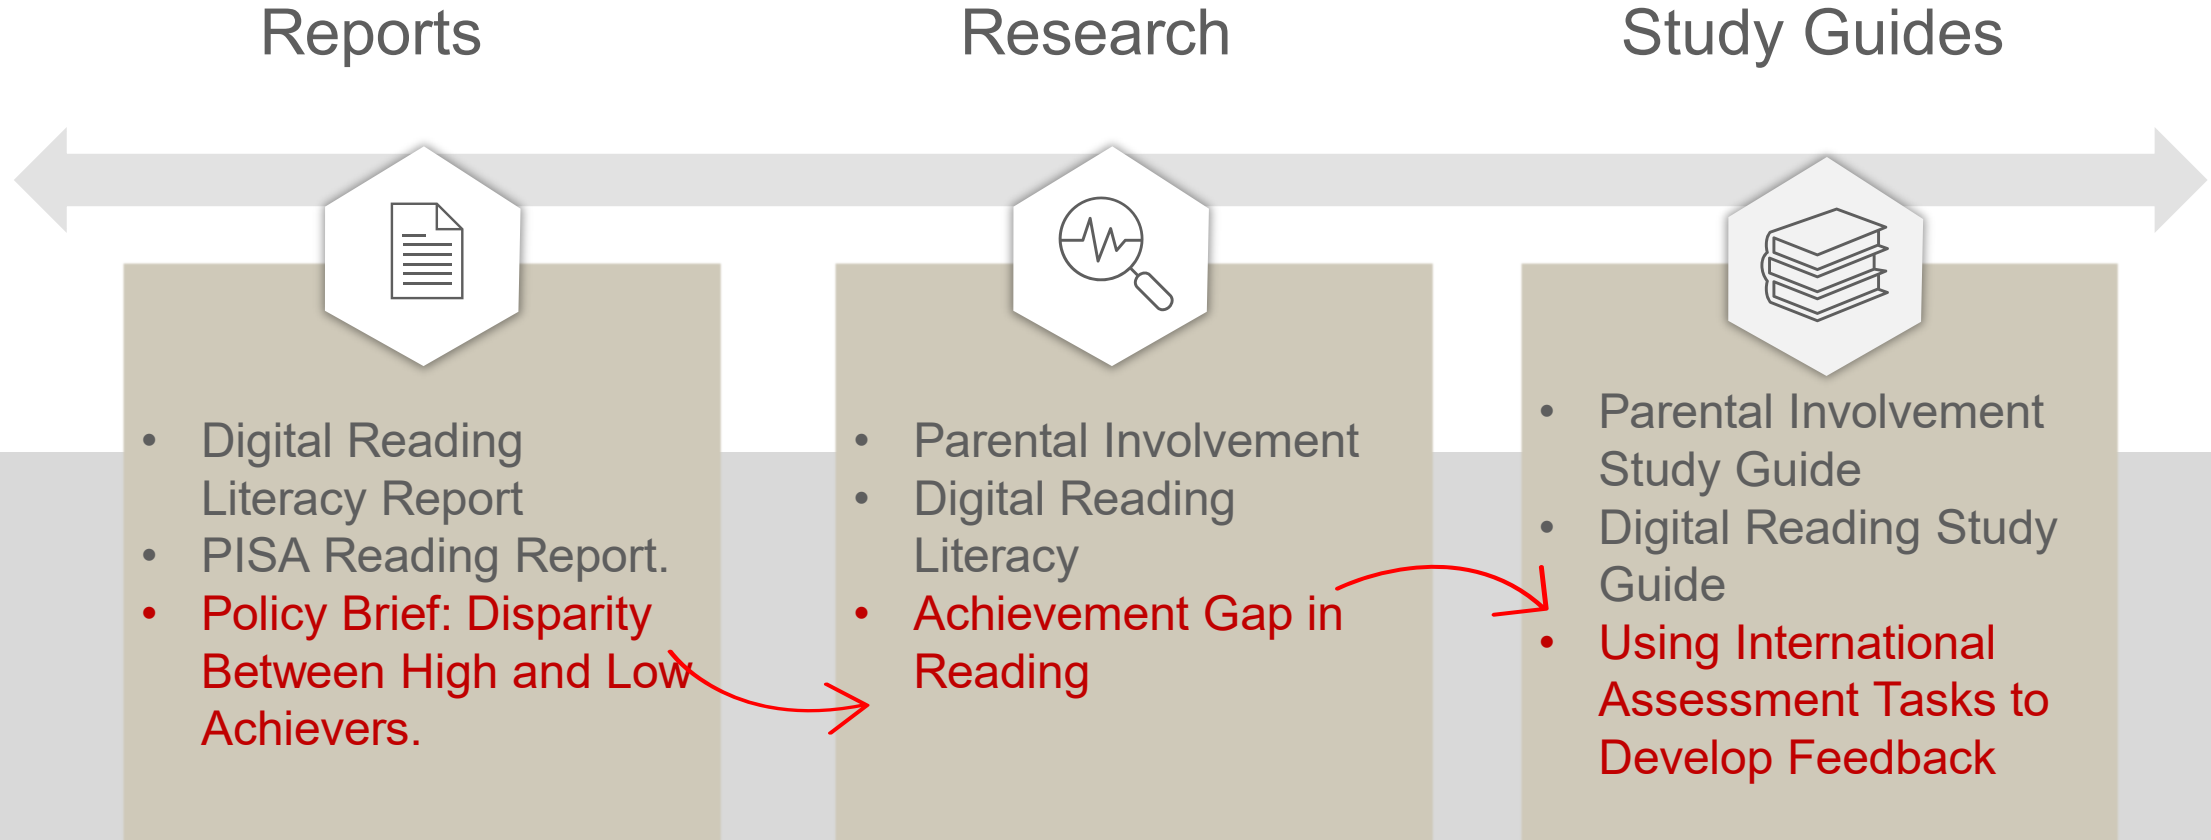 Reports
Research
Study Guides
• Digital Reading
Literacy Report
• PISA Reading Report.
• Policy Brief: Disparity
Between High and Low
Achievers.
• Parental Involvement
• Digital Reading
Literacy
• Achievement Gap in
Reading
• Parental Involvement
Study Guide
• Digital Reading Study
Guide
• Using International
Assessment Tasks to
Develop Feedback